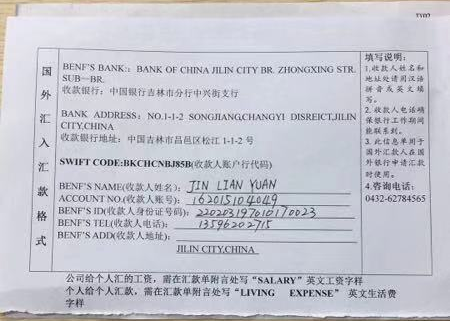 国外汇入汇款格式
BENF'S BANK:: BANK OF CHINA JILIN CITY BR. ZHONGXING STR.
SUB—BR.
收款银行: 中国银行吉林市分行中兴街支行
BANK ADDRESS: NO.1-1-2 SONGJIANG,CHANGYI DISREICT,JILIN
CITY,CHINA
收款银行地址: 中国吉林市昌邑区松江 1-1-2 号
SWIFT CODE:BKCHCNBJ85B(收款人账户行代码)
BENF'S NAME(收款人姓名): JIN LIAN YUAN
ACCOUNT NO.(收款人账号): 162015104049
BENF'S ID(收款人身份证号码): 220203197010170023
BENF'S TEL(收款人电话): 13596202715
BENF'S ADD(收款人地址):
JILIN CITY,CHINA
填写说明:
1.收款人姓名和
地址处请用汉语
拼音或英文填
写。
2.收款人电话确
保银行工作期间
能联系到。
3.此信息单用于
国外汇款人在国
外银行申请汇款
时使用。
4.咨询电话:
0432-62784565
公司给个人汇的工资, 需在汇款单附言处写"SALARY"英文工资字样
个人给个人汇款, 需在汇款单附言处写"LIVING EXPENSE"英文生活费
字样